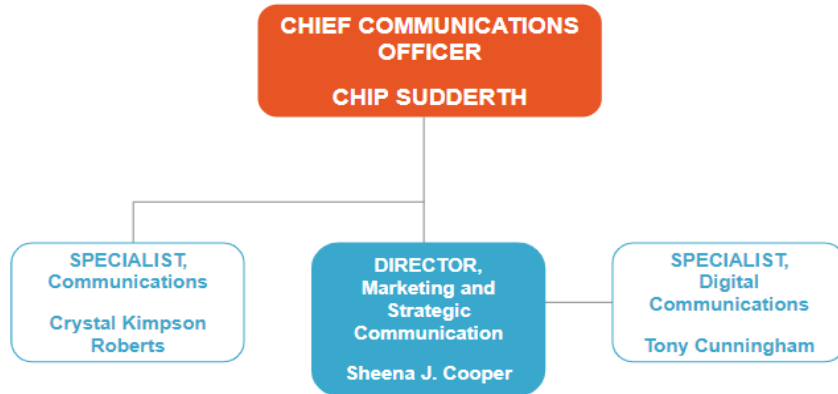 CHIEF COMMUNICATIONS
OFFICER
CHIP SUDDERTH
SPECIALIST,
Communications
Crystal Kimpson
Roberts
DIRECTOR,
Marketing and
Strategic
Communication
Sheena J. Cooper
SPECIALIST,
Digital
Communications
Tony Cunningham